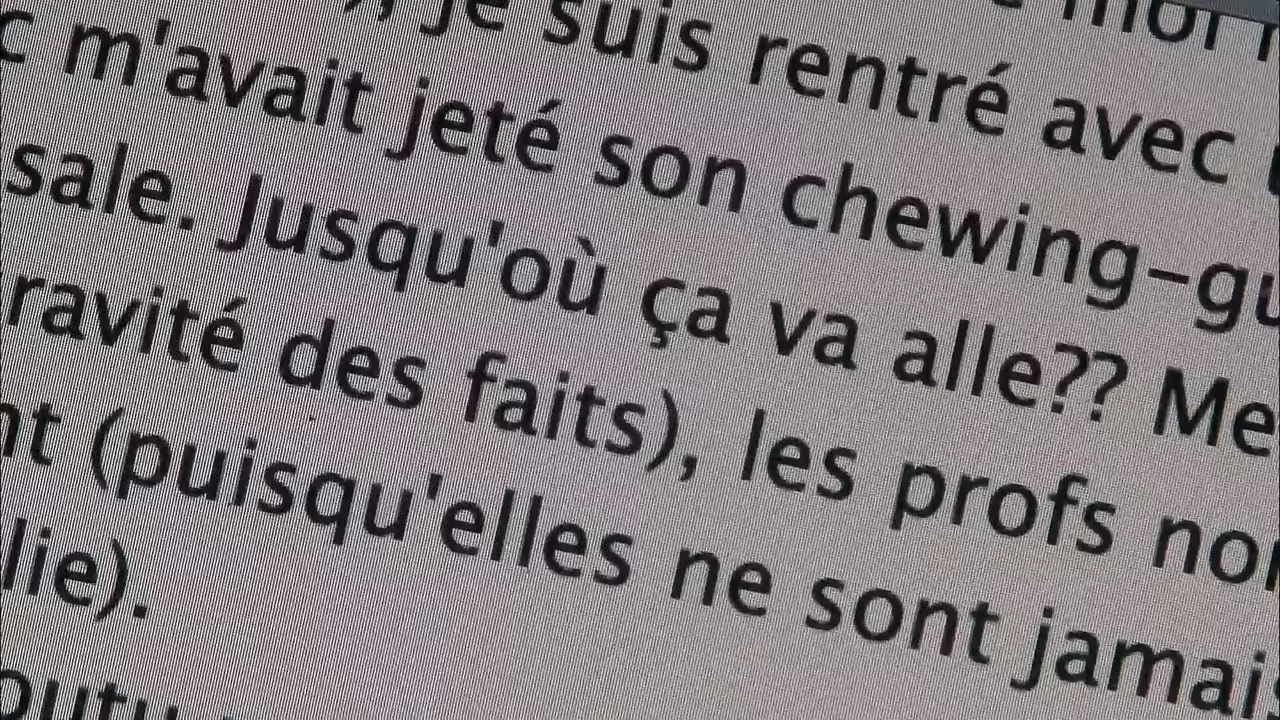 je suis rentré avec
m'avait jeté son chewing-gu
sale. Jusqu'où ça va alle?? Me
ravité des faits), les profs no
nt (puisqu'elles ne sont jamais
lie).